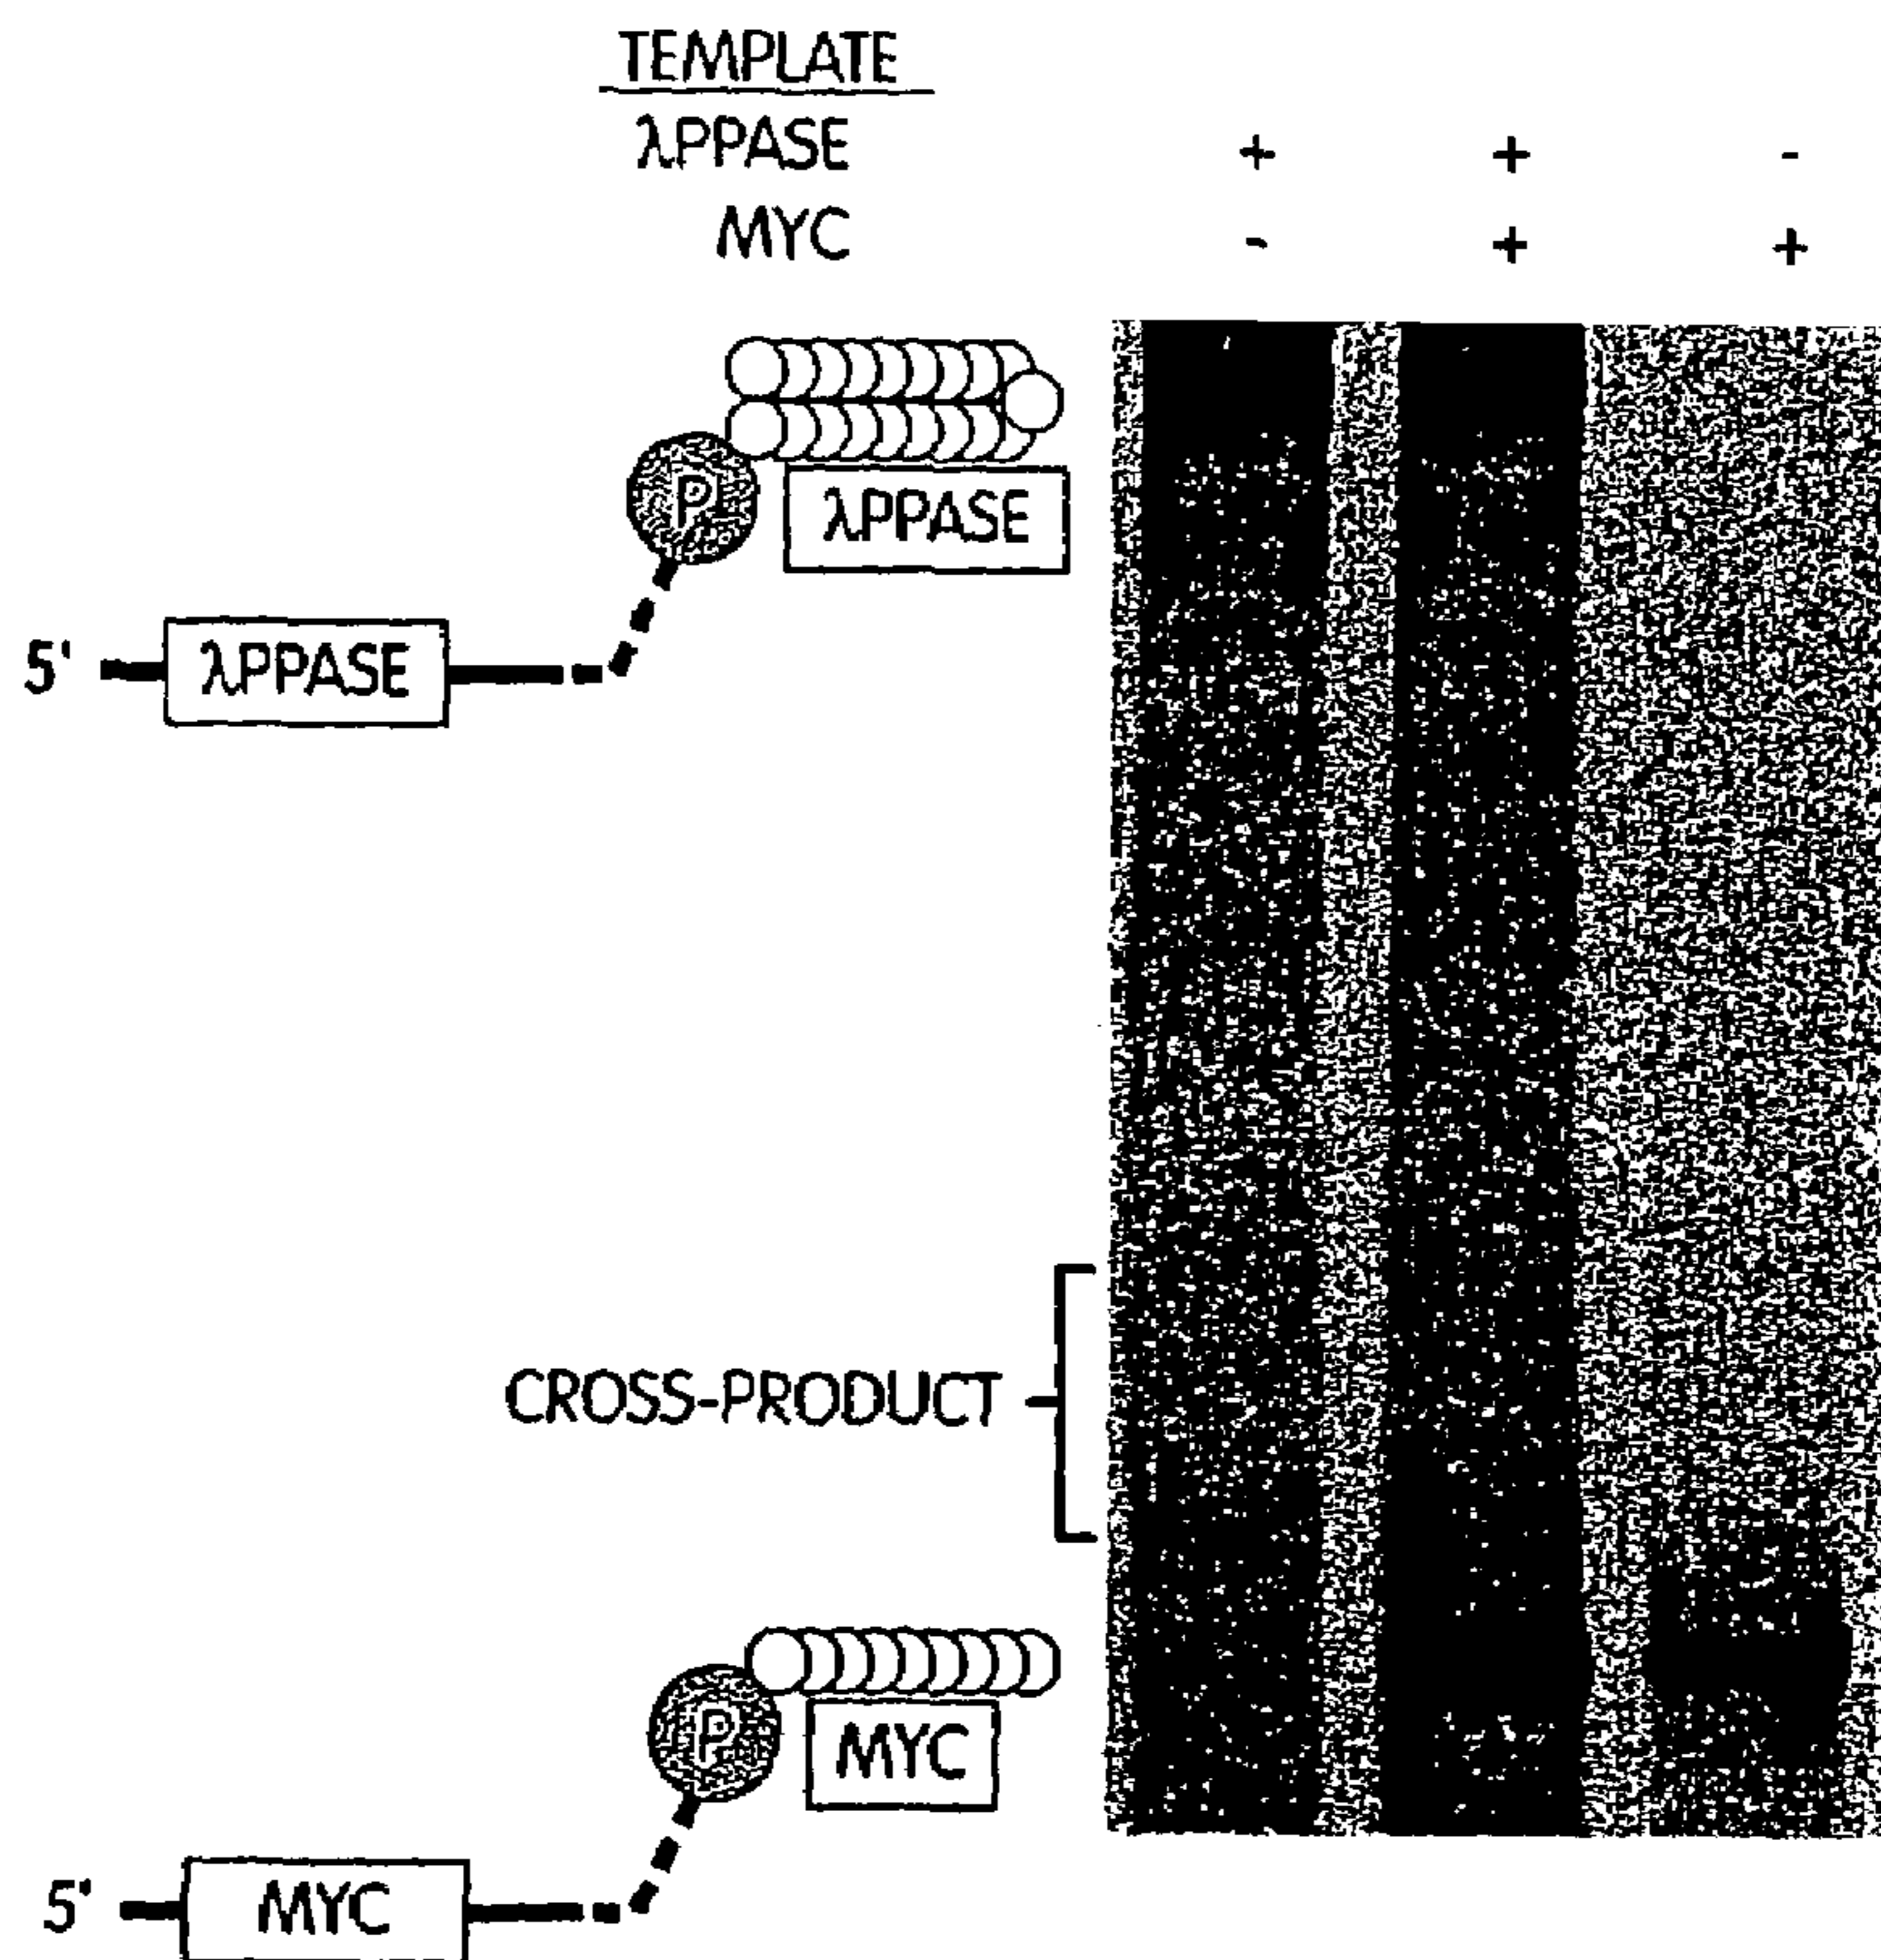 TEMPLATE
λPPASE + + -
MYC - + +
P
λPPASE
5' λPPASE
CROSS-PRODUCT
P
MYC
5' MYC